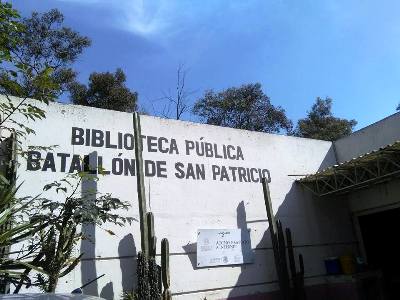 BIBLIOTECA PÚBLICA
BATALLÓN DE SAN PATRICIO